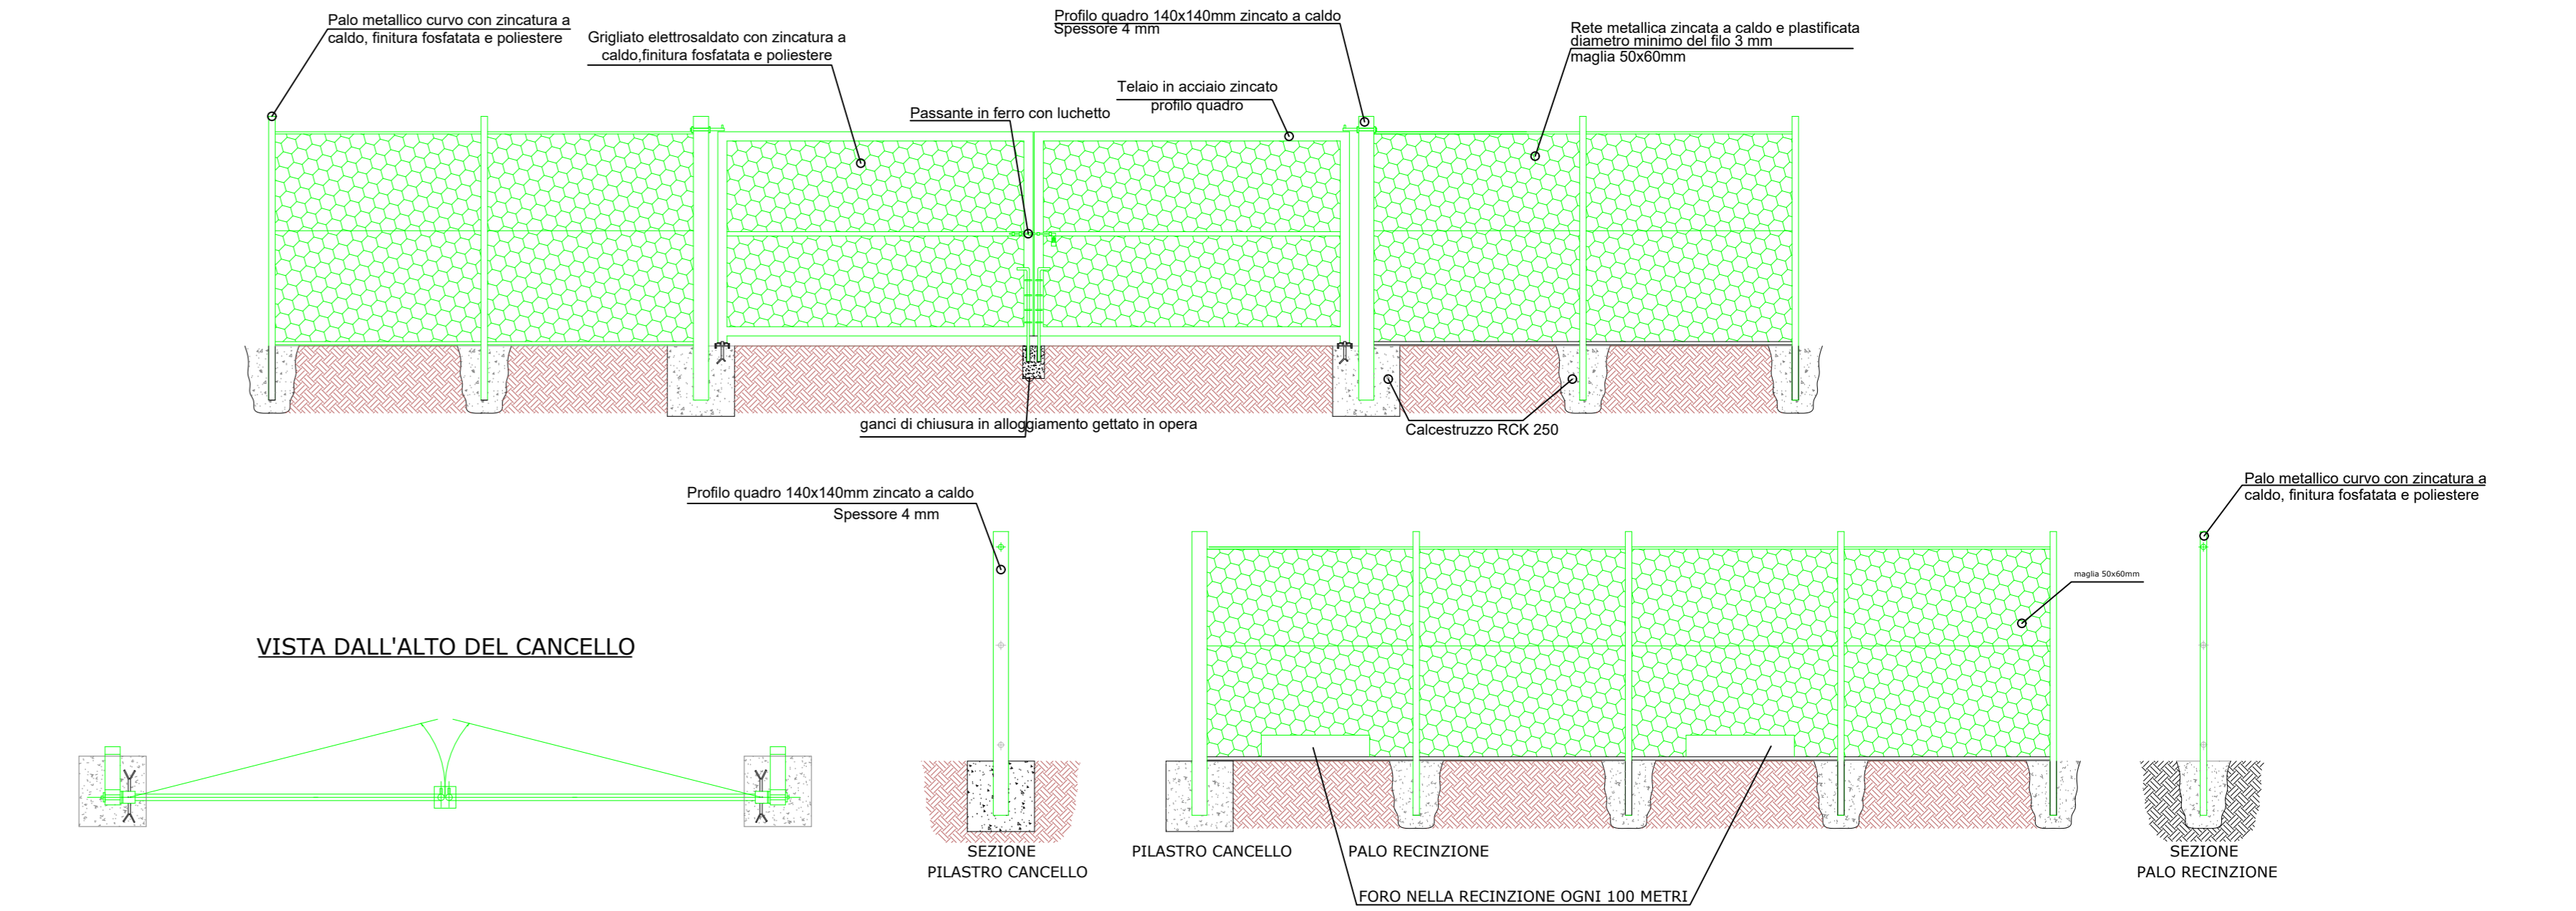 Palo metallico curvo con zincatura a
caldo, finitura fosfatata e poliestere
Grigliato elettrosaldato con zincatura a
caldo,finitura fosfatata e poliestere
Passante in ferro con luchetto
Profilo quadro 140x140mm zincato a caldo
Spessore 4 mm
Telaio in acciaio zincato
profilo quadro
Rete metallica zincata a caldo e plastificata
diametro minimo del filo 3 mm
maglia 50x60mm
ganci di chiusura in alloggiamento gettato in opera
Calcestruzzo RCK 250
Profilo quadro 140x140mm zincato a caldo
Spessore 4 mm
Palo metallico curvo con zincatura a
caldo, finitura fosfatata e poliestere
maglia 50x60mm
VISTA DALL'ALTO DEL CANCELLO
SEZIONE
PILASTRO CANCELLO
PILASTRO CANCELLO
PALO RECINZIONE
SEZIONE
PALO RECINZIONE
FORO NELLA RECINZIONE OGNI 100 METRI